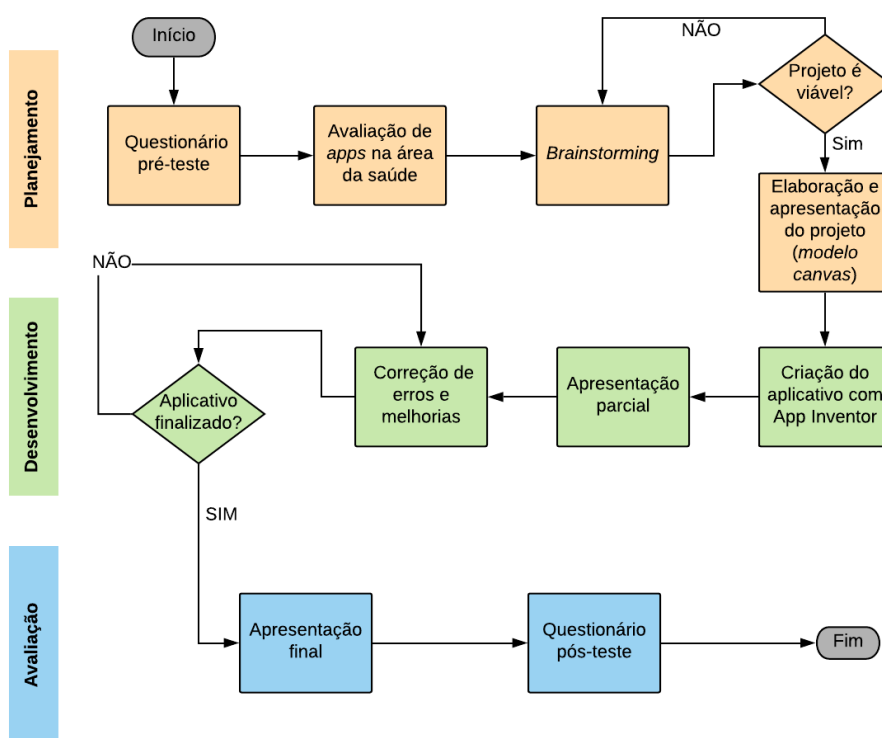 Início
NÃO
Planejamento
Questionário
pré-teste
Avaliação de
apps na área
da saúde
Brainstorming
Projeto é
viável?
Sim
Elaboração e
apresentação
do projeto
(modelo
canvas)
NÃO
Desenvolvimento
Aplicativo
finalizado?
Correção de
erros e
melhorias
Apresentação
parcial
Criação do
aplicativo com
App Inventor
SIM
Avaliação
Apresentação
final
Questionário
pós-teste
Fim